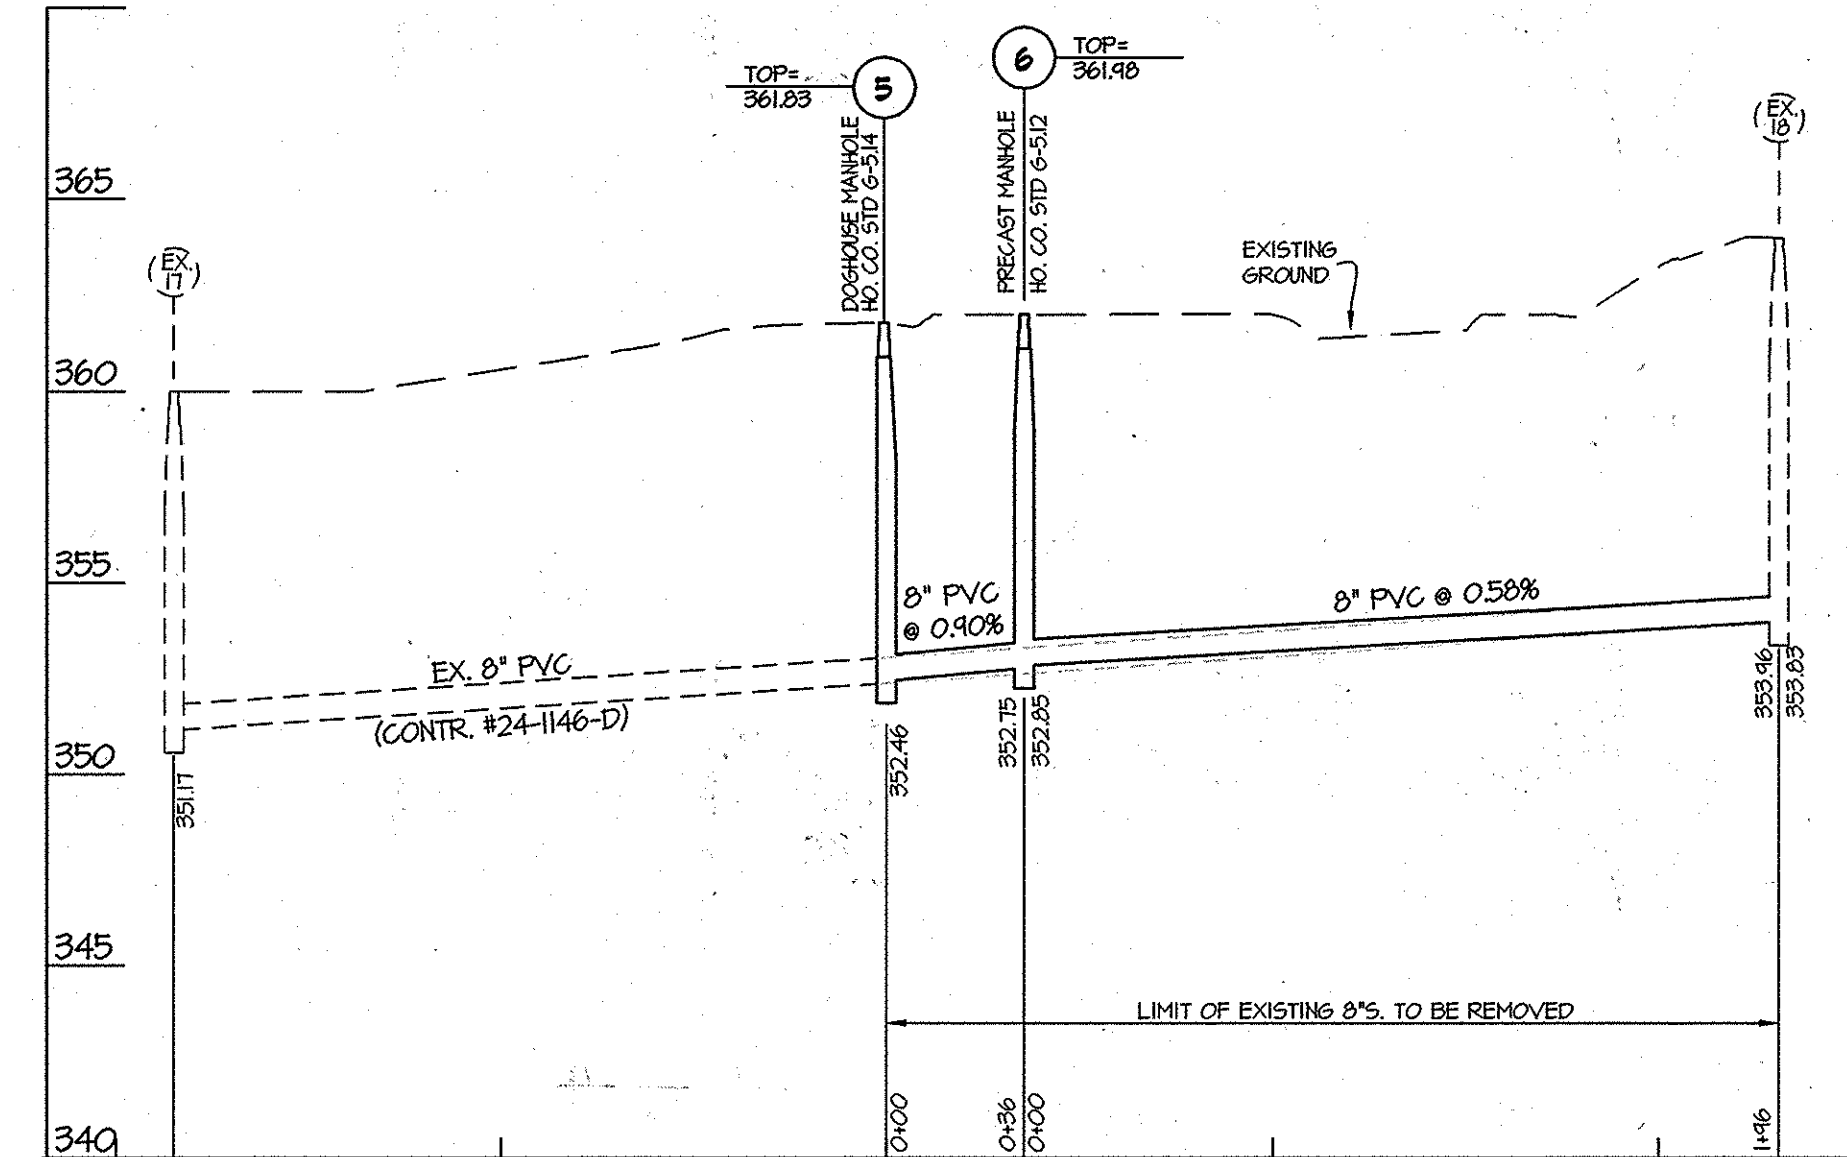 TOP=
361.83
5
6
TOP=
361.98
(EX.
18)
DOGHOUSE MANHOLE
HO. CO. STD G-5.14
PRECAST MANHOLE
HO. CO. STD G-5.12
365
(EX.
17)
EXISTING
GROUND
360
355
8" PVC
@ 0.90%
8" PVC @ 0.58%
EX. 8" PVC
(CONTR. #24-1146-D)
350
351.17
352.46
352.75
352.85
353.96
353.83
345
LIMIT OF EXISTING 8"S. TO BE REMOVED
340
0+00
0+36
0+00
1+96